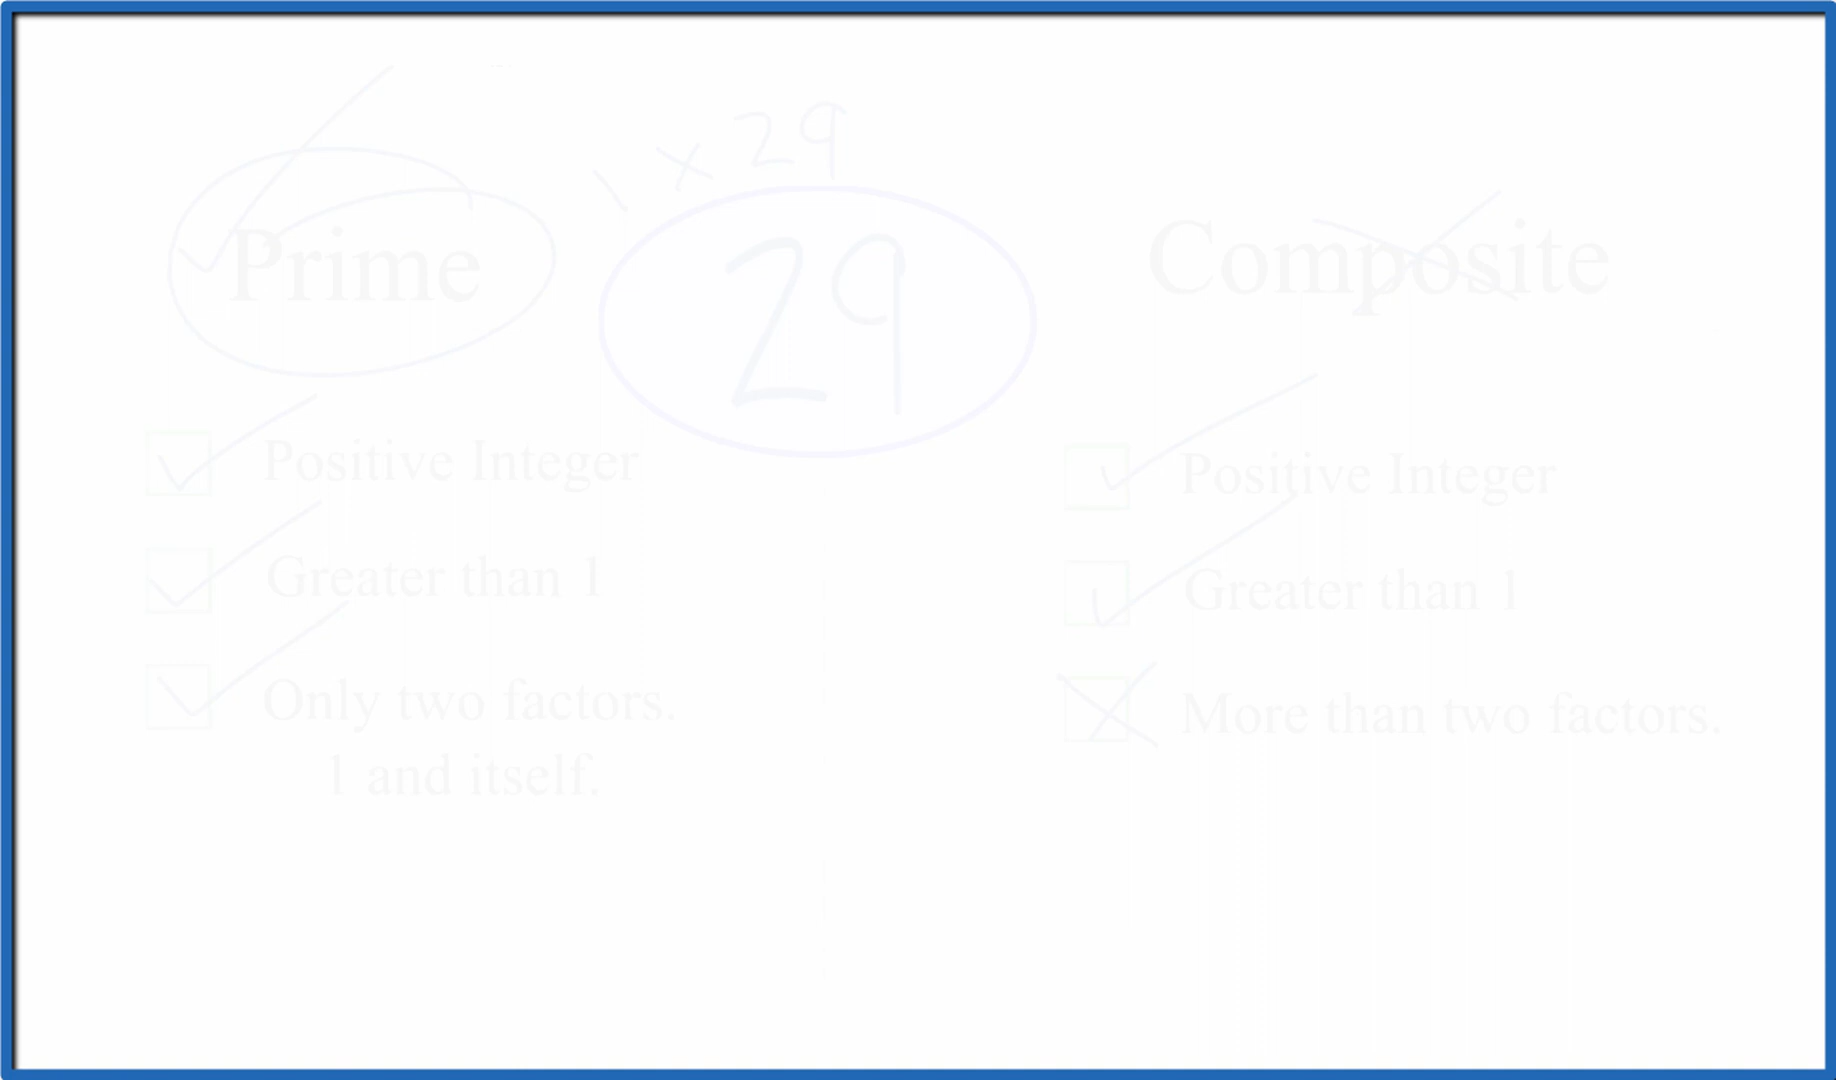 1 × 29
Prime
29
Composite
Positive Integer
Greater than 1
Only two factors.
1 and itself.
Positive Integer
Greater than 1
More than two factors.